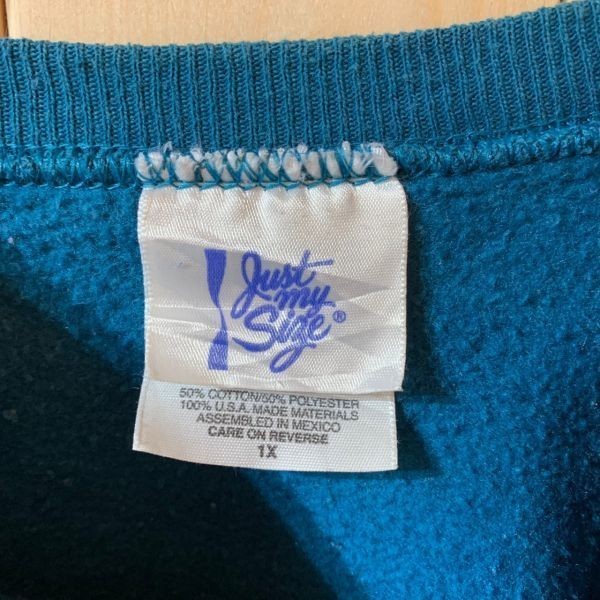 Just
my
Size®
50% COTTON/50% POLYESTER
100% U.S.A. MADE MATERIALS
ASSEMBLED IN MEXICO
CARE ON REVERSE
1X